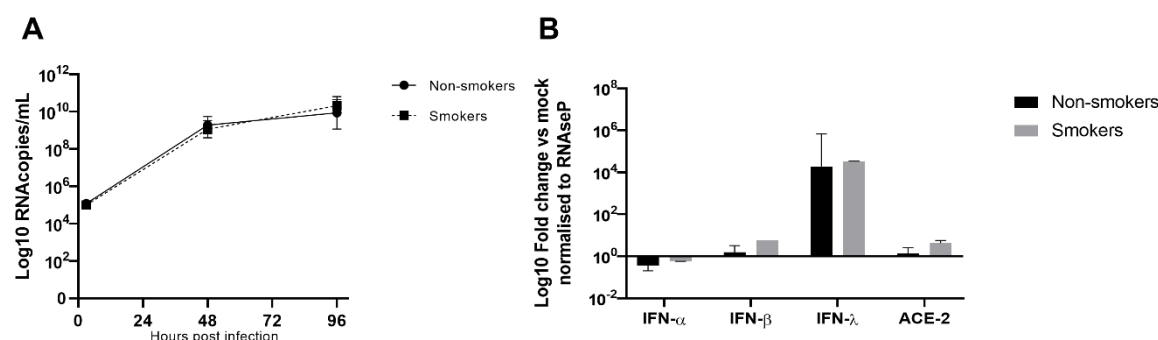 A
Log10 RNAcopies/mL
10^12
10^10
10^8
10^6
10^4
10^2
0
0 24 48 72 96
Hours post infection
Non-smokers
Smokers
B
Log10 Fold change vs mock
normalised to RNAseP
10^8
10^6
10^4
10^2
10^0
10^-2
IFN-α IFN-β IFN-λ ACE-2
Non-smokers
Smokers